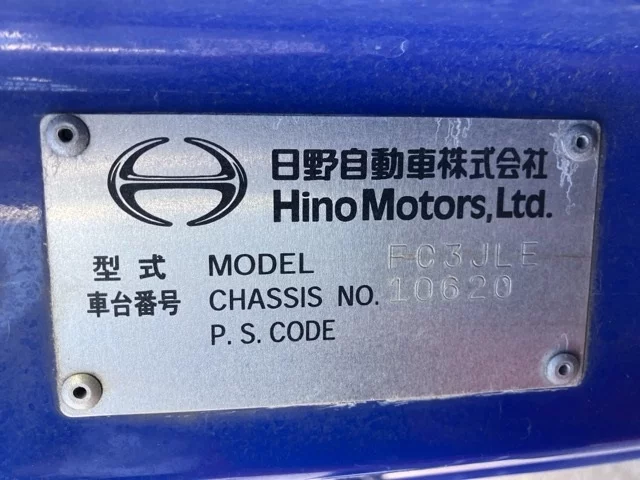 日野自動車株式会社
Hino Motors, Ltd.
型式 MODEL FC3JLE
車台番号 CHASSIS NO. 10620
P. S. CODE